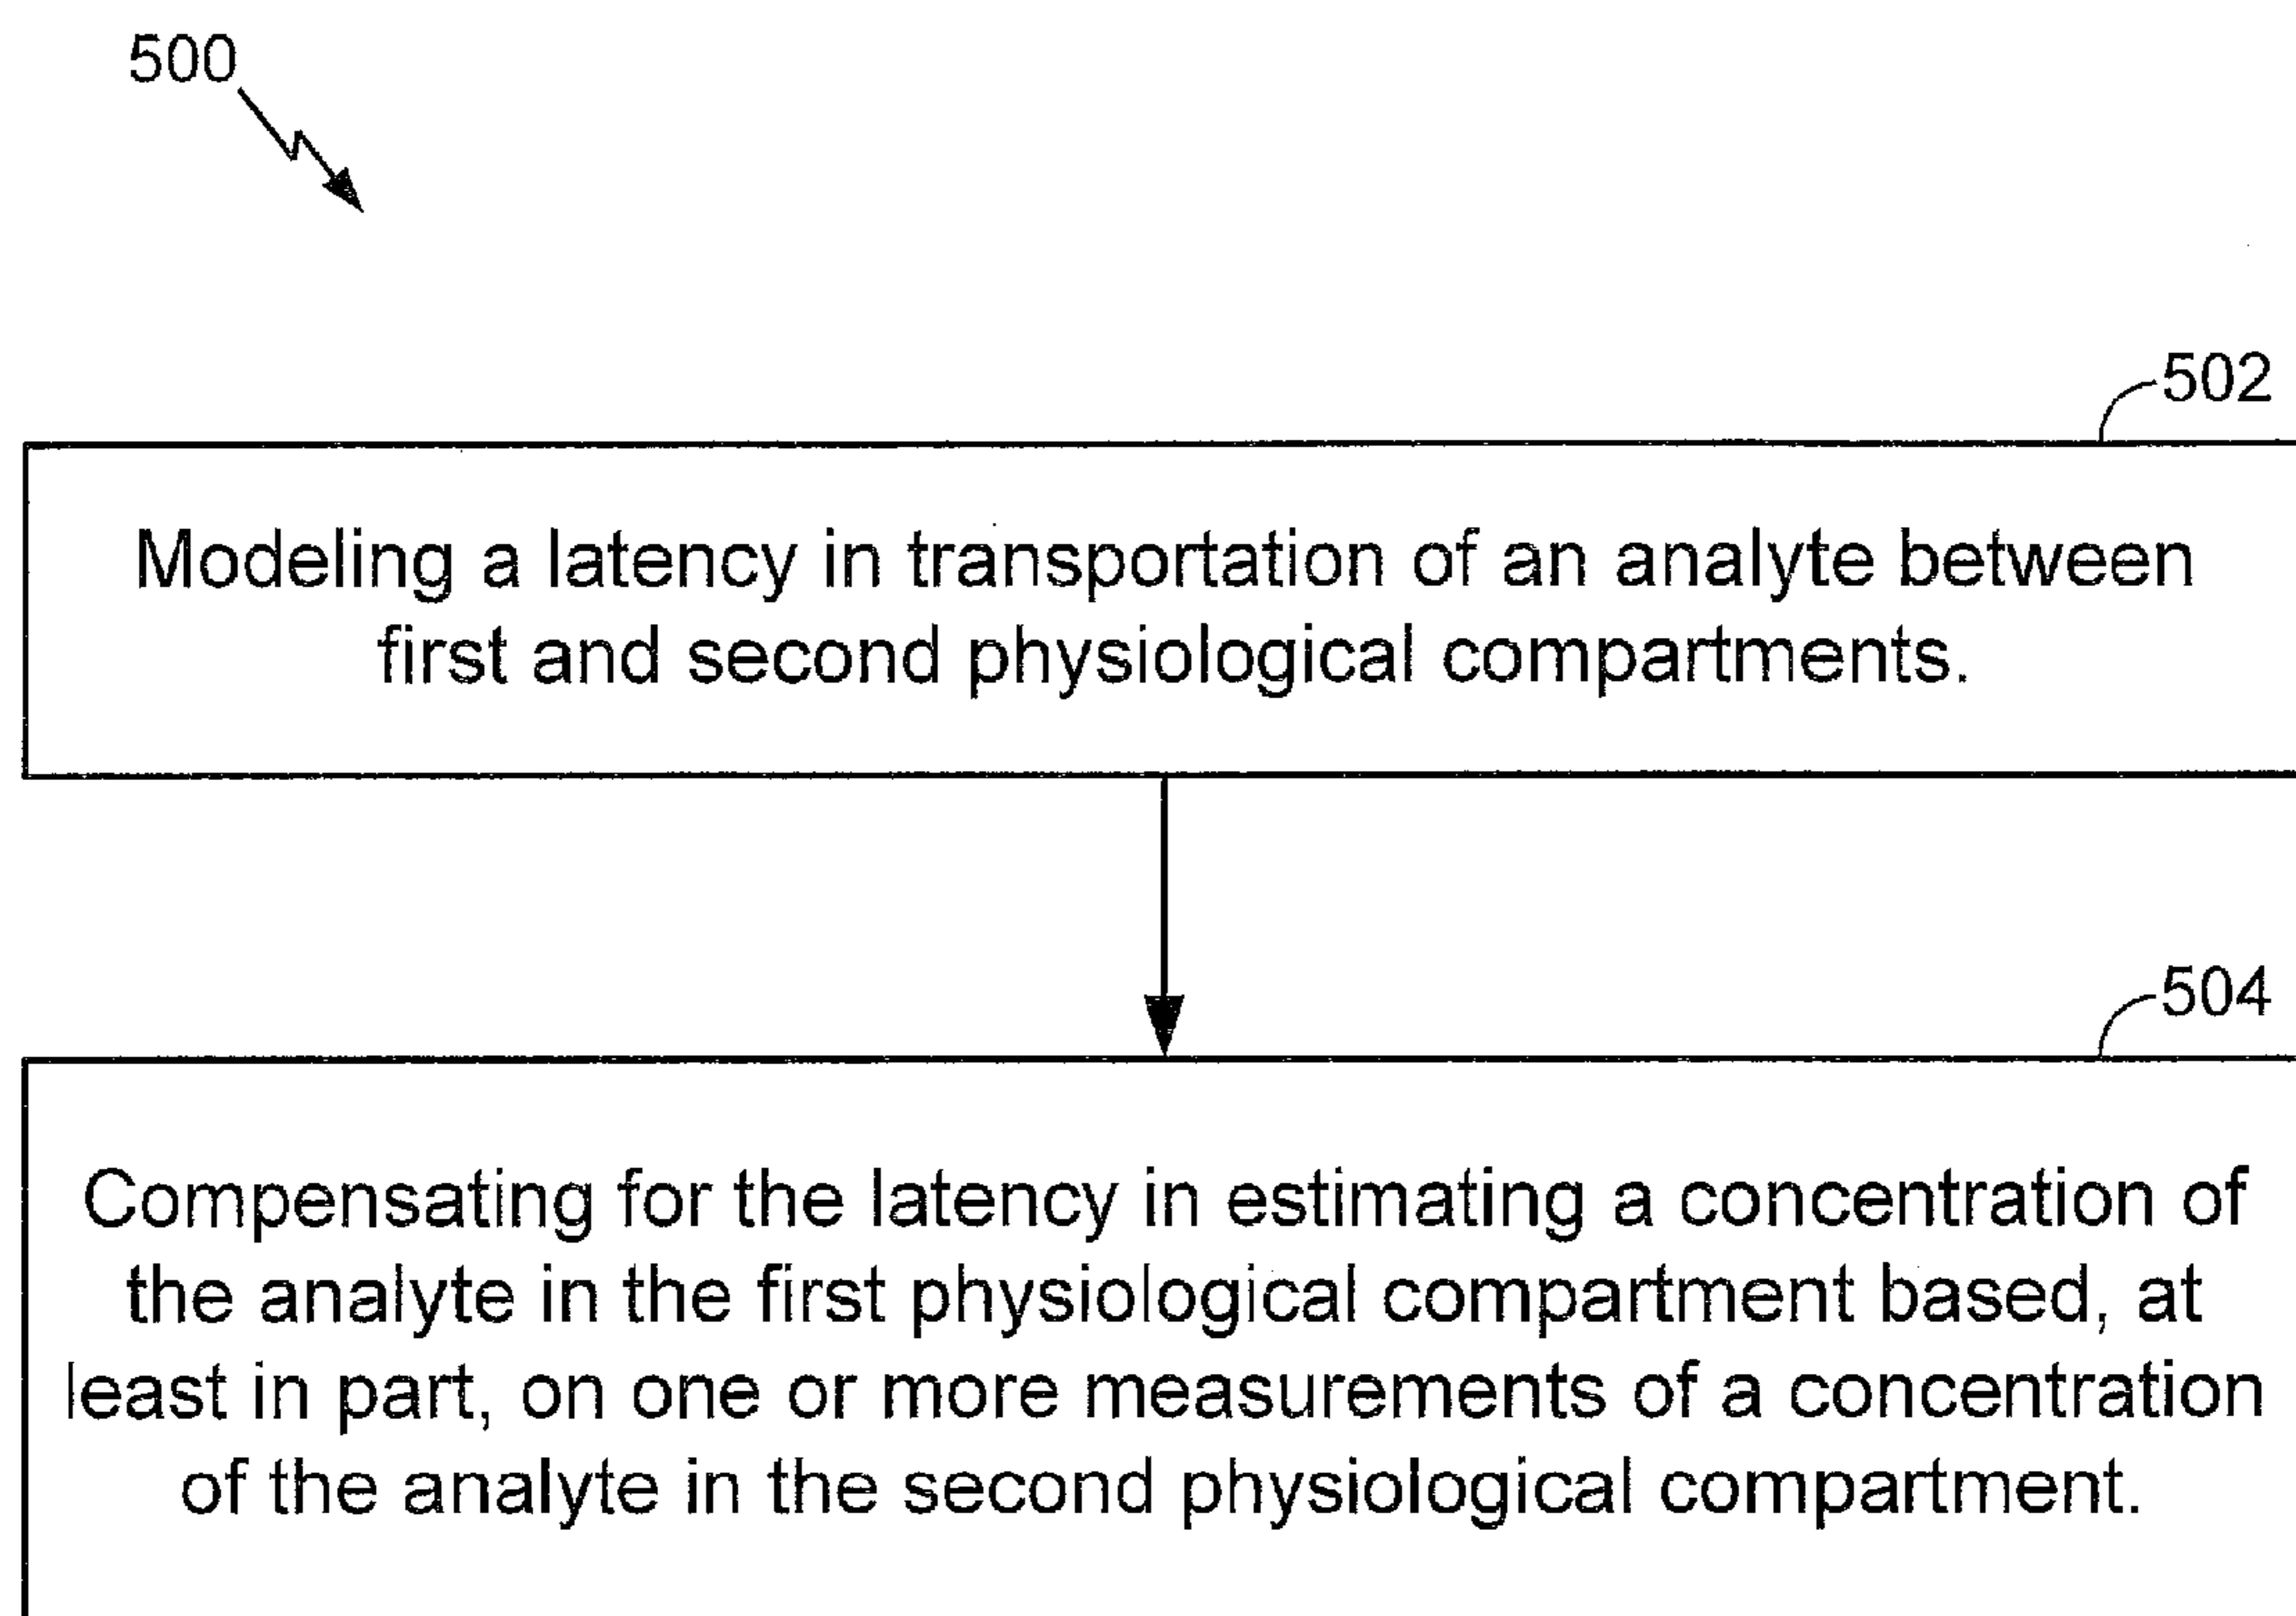 500
502
Modeling a latency in transportation of an analyte between
first and second physiological compartments.
504
Compensating for the latency in estimating a concentration of
the analyte in the first physiological compartment based, at
least in part, on one or more measurements of a concentration
of the analyte in the second physiological compartment.